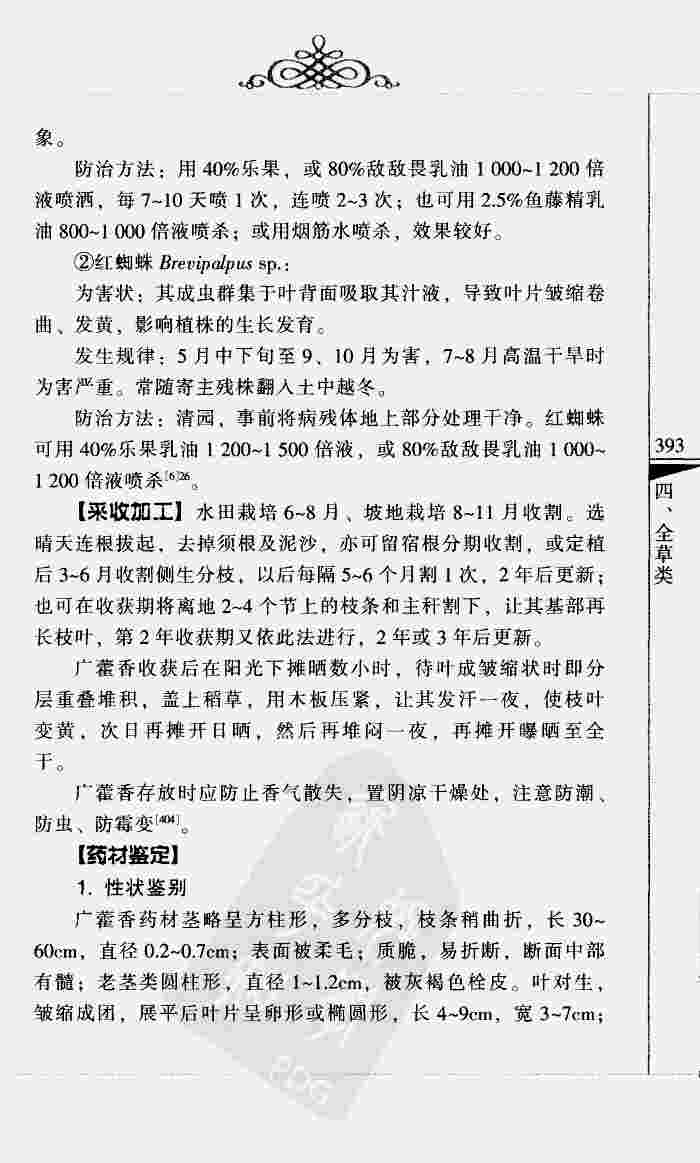 象。
防治方法：用 40%乐果，或 80%敌敌畏乳油 1 000~1 200 倍
液喷洒，每 7~10 天喷 1 次，连喷 2~3 次；也可用 2.5%鱼藤精乳
油 800~1 000 倍液喷杀；或用烟筋水喷杀，效果较好。
②红蜘蛛 Brevipalpus sp.：
为害状：其成虫群集于叶背面吸取其汁液，导致叶片皱缩卷
曲、发黄，影响植株的生长发育。
发生规律：5 月中下旬至 9、10 月为害，7~8 月高温干旱时
为害严重。常随寄主残株翻入土中越冬。
防治方法：清园，事前将病残体地上部分处理干净。红蜘蛛
可用 40%乐果乳油 1 200~1 500 倍液，或 80%敌敌畏乳油 1 000~
1 200 倍液喷杀[6]26。
【采收加工】水田栽培 6~8 月、坡地栽培 8~11 月收割。选
晴天连根拔起，去掉须根及泥沙，亦可留宿根分期收割，或定植
后 3~6 月收割侧生分枝，以后每隔 5~6 个月割 1 次，2 年后更新；
也可在收获期将离地 2~4 个节上的枝条和主秆割下，让其基部再
长枝叶，第 2 年收获期又依此法进行，2 年或 3 年后更新。
广藿香收获后在阳光下摊晒数小时，待叶成皱缩状时即分
层重叠堆积，盖上稻草，用木板压紧，让其发汗一夜，使枝叶
变黄，次日再摊开日晒，然后再堆闷一夜，再摊开曝晒至全
干。
广藿香存放时应防止香气散失，置阴凉干燥处，注意防潮、
防虫、防霉变[404]。
【药材鉴定】
1. 性状鉴别
广藿香药材茎略呈方柱形，多分枝，枝条稍曲折，长 30~
60cm，直径 0.2~0.7cm；表面被柔毛；质脆，易折断，断面中部
有髓；老茎类圆柱形，直径 1~1.2cm，被灰褐色栓皮。叶对生，
皱缩成团，展平后叶片呈卵形或椭圆形，长 4~9cm，宽 3~7cm；
393
四、全草类
PDG